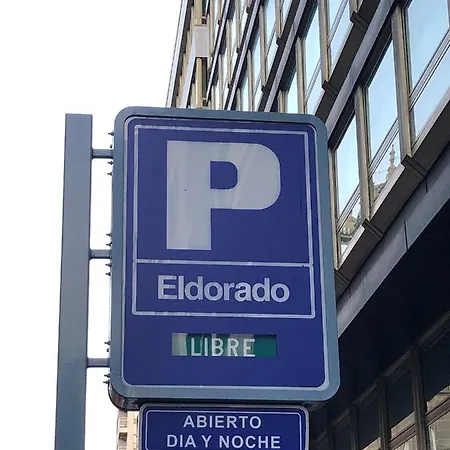 P
Eldorado
LIBRE
ABIERTO
DIA Y NOCHE